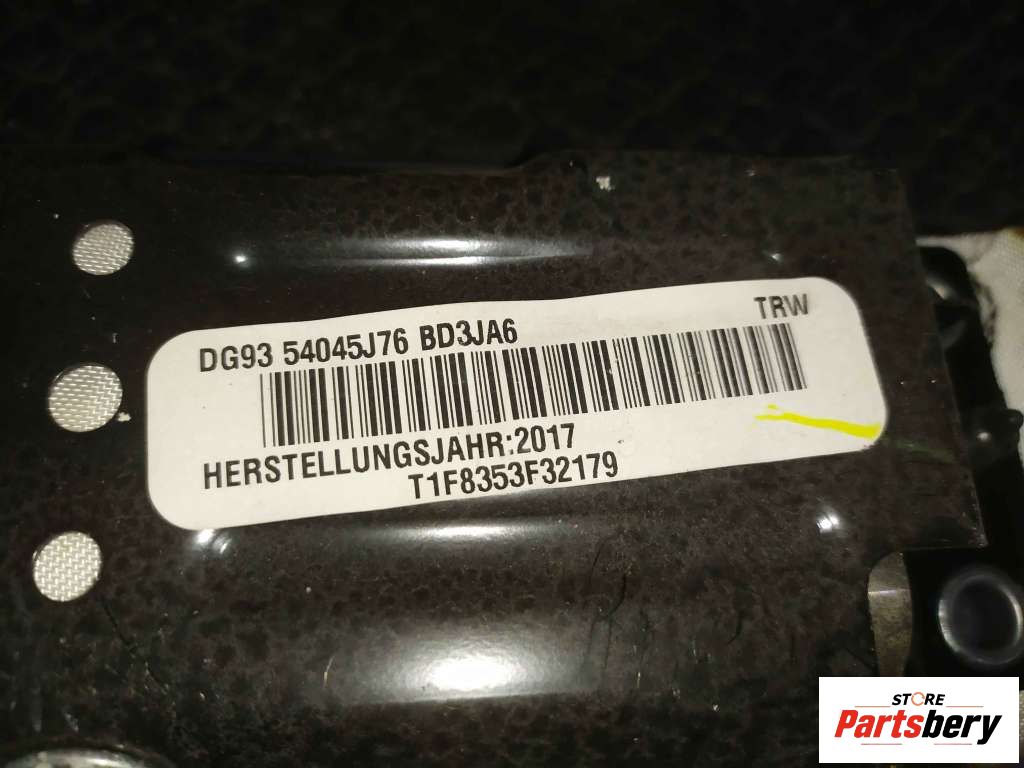 DG93 54045J76 BD3JA6 TRW
HERSTELLUNGSJAHR:2017
T1F8353F32179
STORE
Partsbery